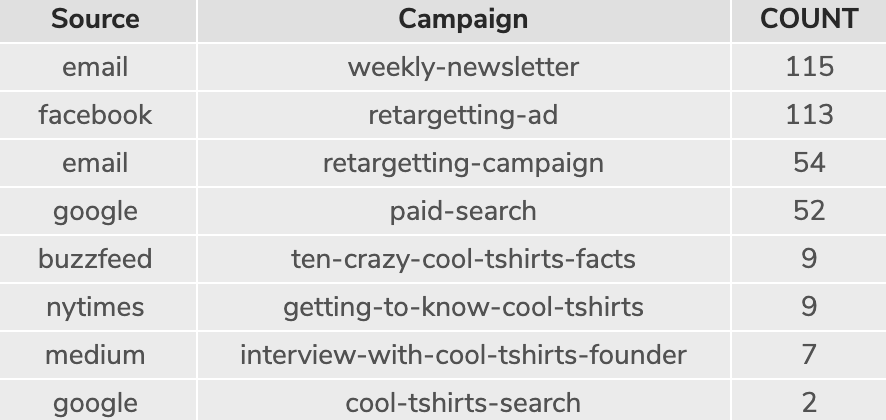 Source Campaign COUNT
email weekly-newsletter 115
facebook retargetting-ad 113
email retargetting-campaign 54
google paid-search 52
buzzfeed ten-crazy-cool-tshirts-facts 9
nytimes getting-to-know-cool-tshirts 9
medium interview-with-cool-tshirts-founder 7
google cool-tshirts-search 2